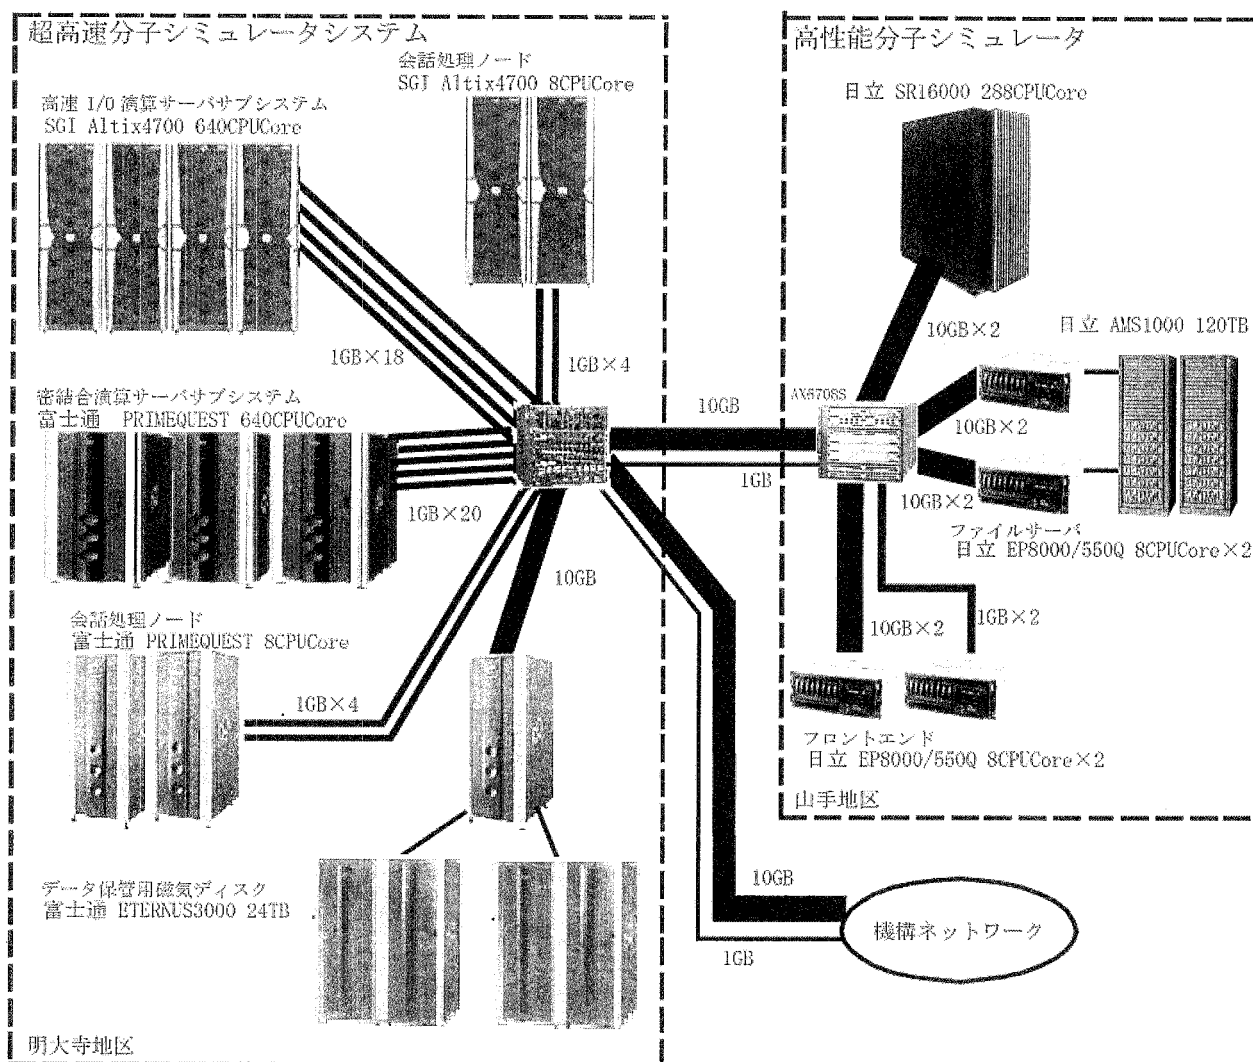 超高速分子シミュレータシステム
会話処理ノード
SGI Altix4700 8CPUCore
高速 I/O 演算サーバサブシステム
SGI Altix4700 640CPUCore
1GB×18
1GB×4
密結合演算サーバサブシステム
富士通 PRIMEQUEST 640CPUCore
1GB×20
10GB
会話処理ノード
富士通 PRIMEQUEST 8CPUCore
1GB×4
データ保管用磁気ディスク
富士通 ETERNUS3000 24TB
明大寺地区
10GB
1GB
高性能分子シミュレータ
日立 SR16000 288CPUCore
10GB×2
日立 AMS1000 120TB
AX6708S
10GB×2
10GB×2
ファイルサーバ
日立 EP8000/550Q 8CPUCore×2
10GB×2
1GB×2
フロントエンド
日立 EP8000/550Q 8CPUCore×2
山手地区
10GB
1GB
機構ネットワーク